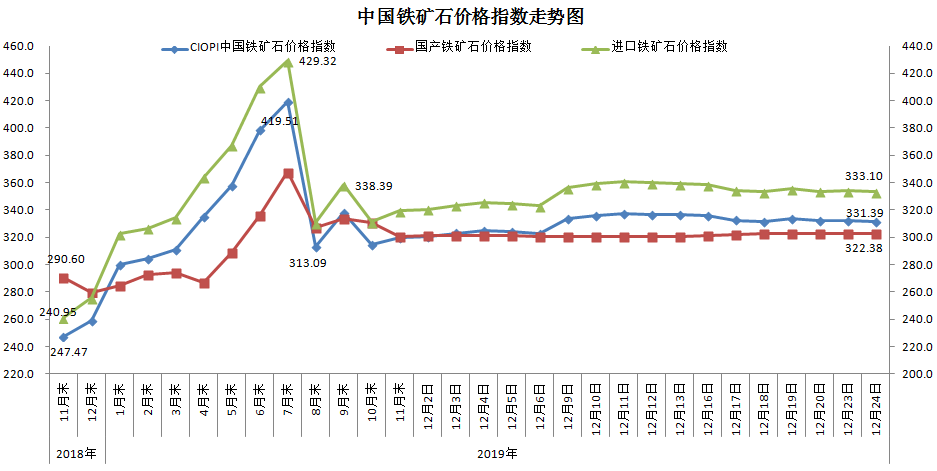 中国铁矿石价格指数走势图
CIOPI中国铁矿石价格指数 国产铁矿石价格指数 进口铁矿石价格指数
460.0 440.0
440.0 429.32 420.0
420.0 419.51 400.0
400.0 380.0
380.0 360.0
360.0 338.39 333.10 340.0
340.0 331.39 320.0
320.0 313.09 322.38 300.0
300.0 290.60 280.0
280.0 260.0
260.0 240.95 240.0
240.0 247.47 220.0
220.0 200.0
11月末 12月末 1月末 2月末 3月末 4月末 5月末 6月末 7月末 8月末 9月末 10月末 11月末 12月2日 12月3日 12月4日 12月5日 12月6日 12月9日 12月10日 12月11日 12月12日 12月13日 12月16日 12月17日 12月18日 12月19日 12月20日 12月23日 12月24日
2018年 2019年